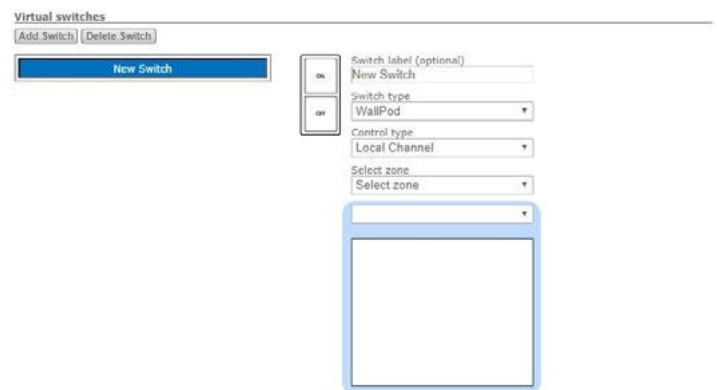 Virtual switches
Add Switch Delete Switch
New Switch
ON
OFF
Switch label (optional)
New Switch
Switch type
WallPod
Control type
Local Channel
Select zone
Select zone